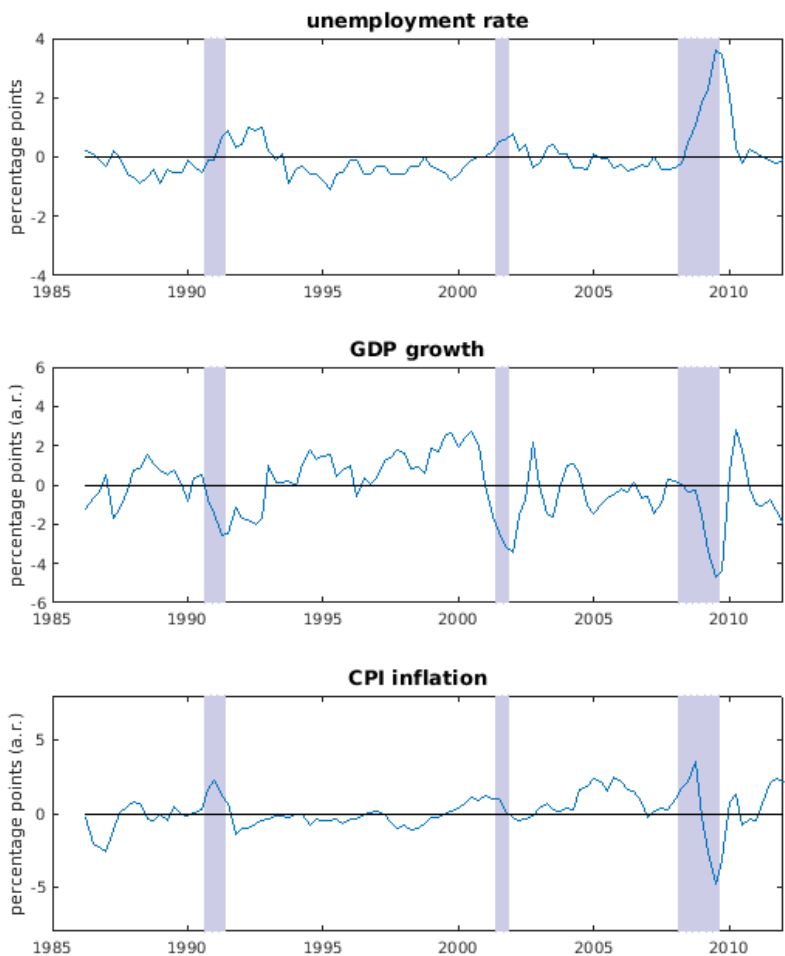 unemployment rate
percentage points
4
2
0
-2
-4
1985 1990 1995 2000 2005 2010
GDP growth
percentage points (a.r.)
6
4
2
0
-2
-4
-6
1985 1990 1995 2000 2005 2010
CPI inflation
percentage points (a.r.)
5
0
-5
1985 1990 1995 2000 2005 2010